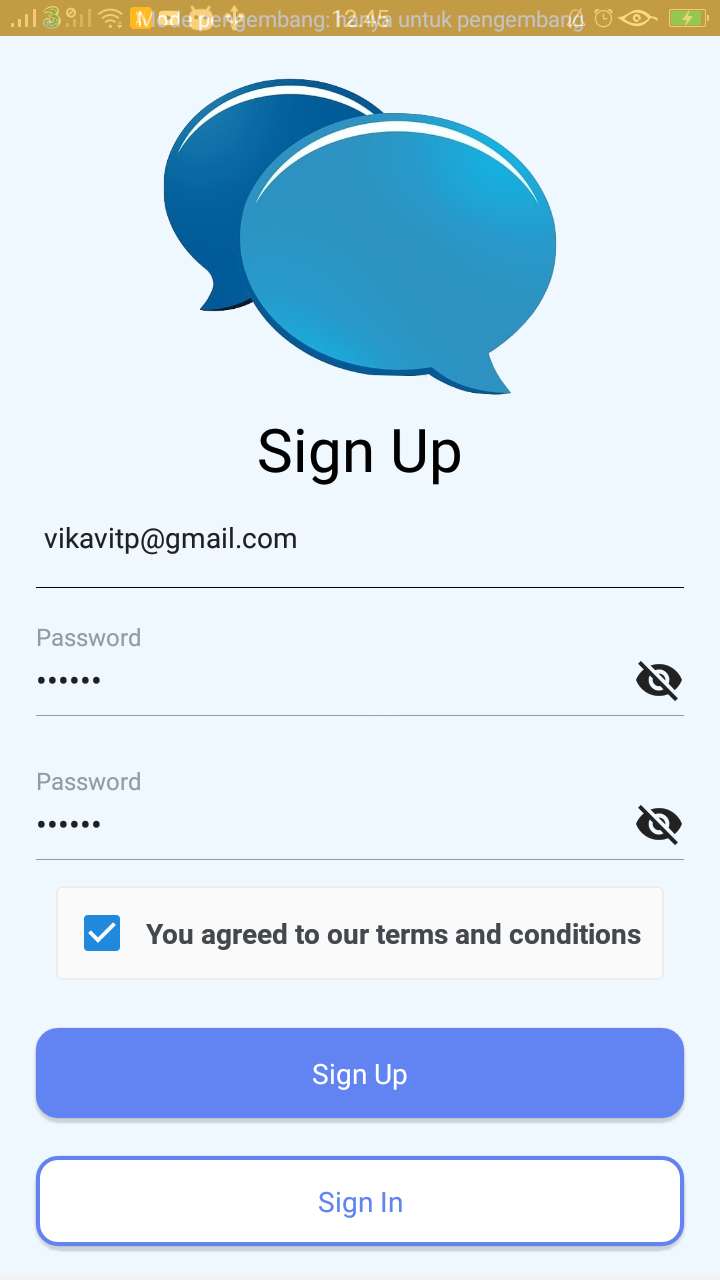 Mode pengembang: hanya untuk pengembang
12.45
Sign Up
vikavitp@gmail.com
Password
••••••
Password
••••••
You agreed to our terms and conditions
Sign Up
Sign In